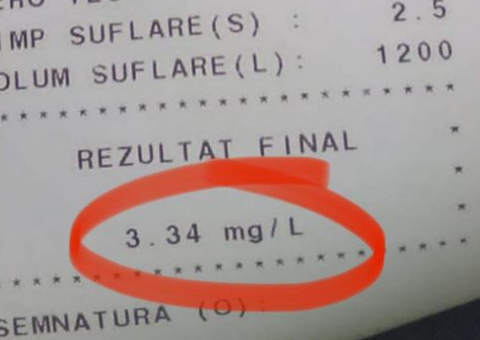 IMP SUFLARE(S) : 2.5
OLUM SUFLARE(L): 1200
* * * * * * * * * * * * * * * * * * * * * * * *
REZULTAT FINAL *
*
3.34 mg/L *
* * * * * * * * * * * * * * * * * * * * * * * *
SEMNATURA (O):